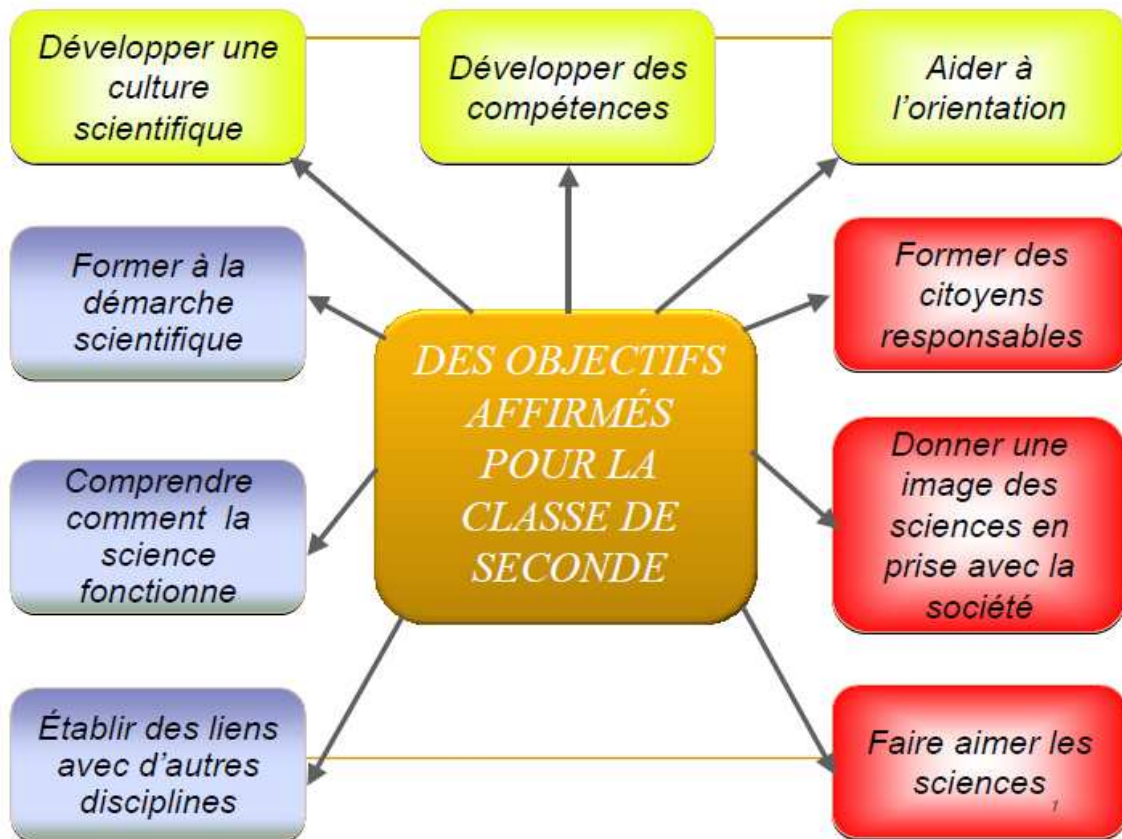 Développer une
culture
scientifique
Développer des
compétences
Aider à
l'orientation
Former à la
démarche
scientifique
Former des
citoyens
responsables
DES OBJECTIFS
AFFIRMÉS
POUR LA
CLASSE DE
SECONDE
Comprendre
comment la
science
fonctionne
Donner une
image des
sciences en
prise avec la
société
Établir des liens
avec d'autres
disciplines
Faire aimer les
sciences
1